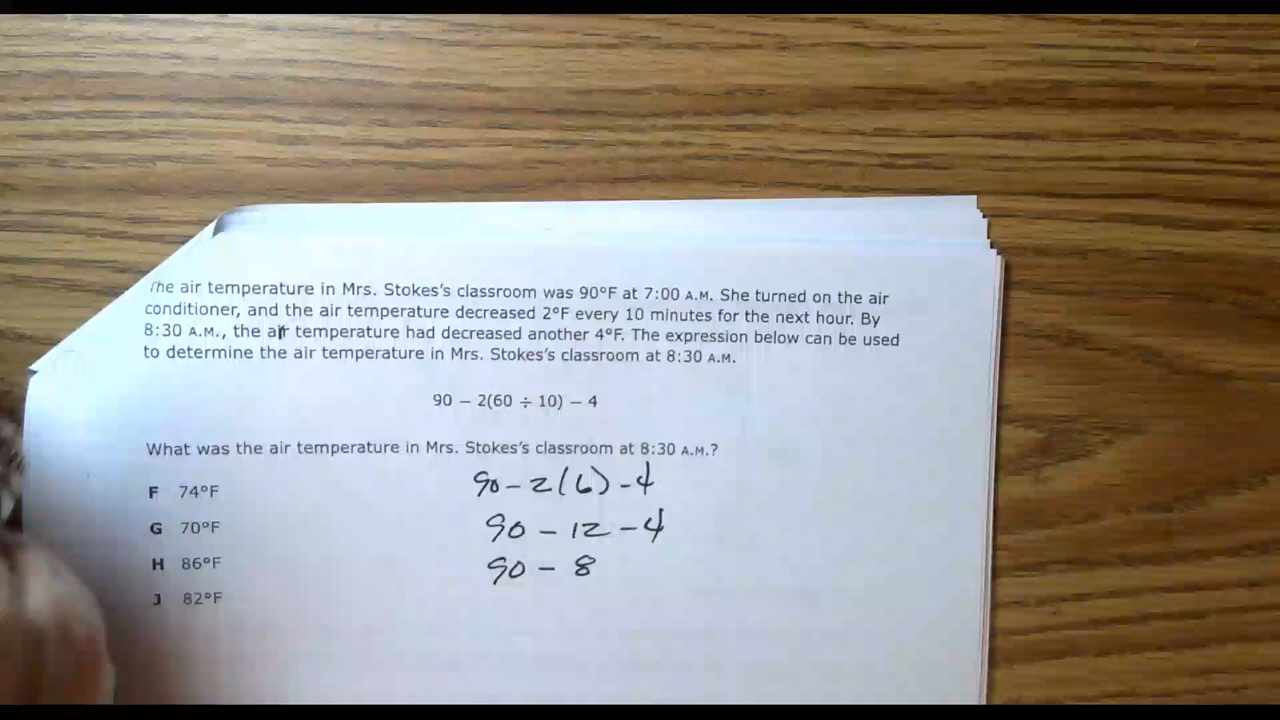 The air temperature in Mrs. Stokes's classroom was 90°F at 7:00 A.M. She turned on the air
conditioner, and the air temperature decreased 2°F every 10 minutes for the next hour. By
8:30 A.M., the air temperature had decreased another 4°F. The expression below can be used
to determine the air temperature in Mrs. Stokes's classroom at 8:30 A.M.
90 − 2(60 ÷ 10) − 4
What was the air temperature in Mrs. Stokes's classroom at 8:30 A.M.?
F 74°F
G 70°F
H 86°F
J 82°F
90 − 2(6) − 4
90 − 12 − 4
90 − 8